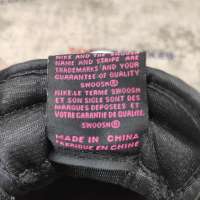 NIKE AND THE SWOOSH
NAME AND STRIPE ARE
TRADEMARKS AND YOUR
GUARANTEE OF QUALITY
SWOOSH®
NIKE.LE TERME SWOOSH
ET SON SIGLE SONT DES
MARQUES DEPOSEES ET
VOTRE GARANTIE DE QUALITE.
SWOOSH®
MADE IN CHINA
FABRIQUE EN CHINE